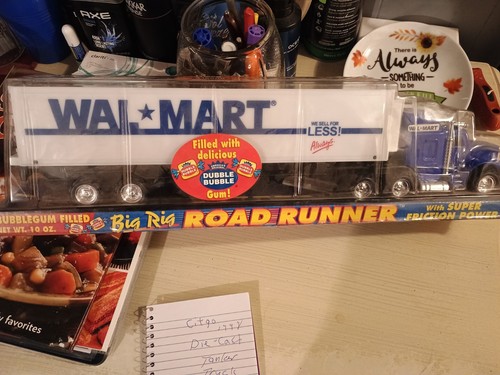 AXE
There is
Always
SOMETHING
to be
WAL★MART®
WE SELL FOR
LESS!
Always
WAL★MART
Filled with
delicious
DUBBLE
BUBBLE
Gum!
BUBBLEGUM FILLED
NET WT. 10 OZ.
Big Rig
ROAD RUNNER
With SUPER
FRICTION POWER
favorites
Citgo
Die-Cast